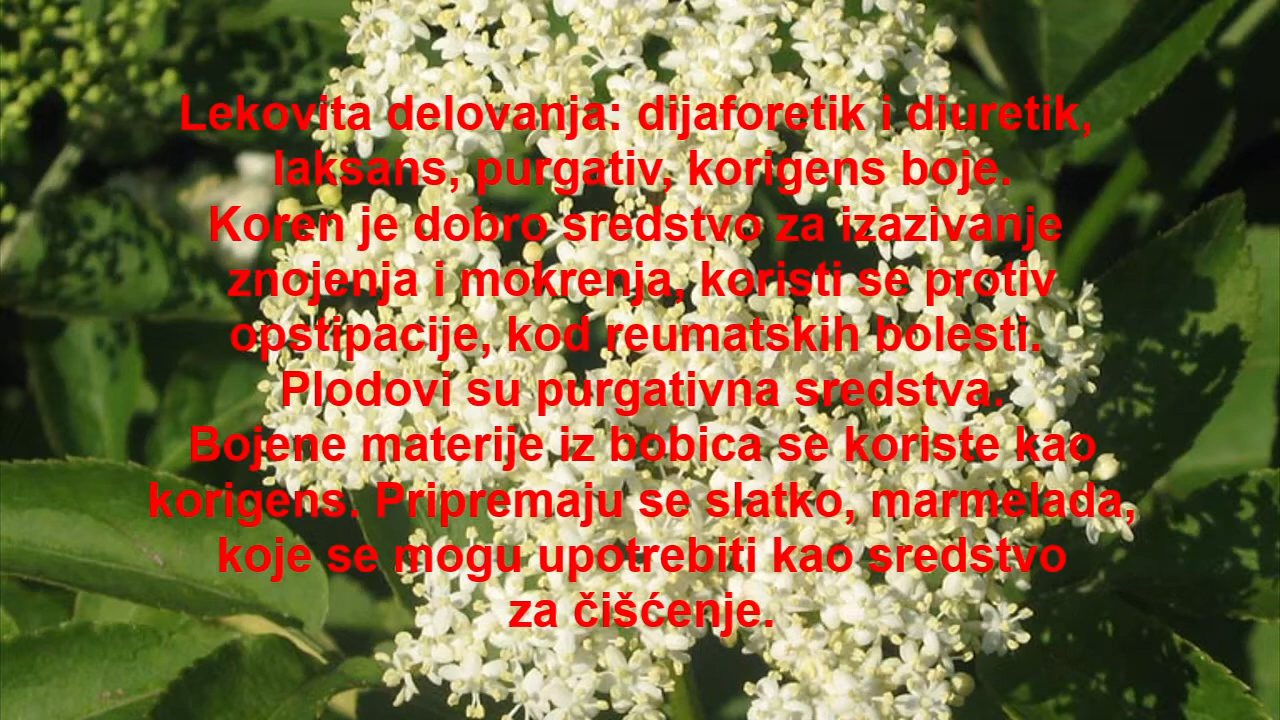 Lekovita delovanja: dijaforetik i diuretik,
laksans, purgativ, korigens boje.
Koren je dobro sredstvo za izazivanje
znojenja i mokrenja, koristi se protiv
opstipacije, kod reumatskih bolesti.
Plodovi su purgativna sredstva.
Bojene materije iz bobica se koriste kao
korigens. Pripremaju se slatko, marmelada,
koje se mogu upotrebiti kao sredstvo
za čišćenje.